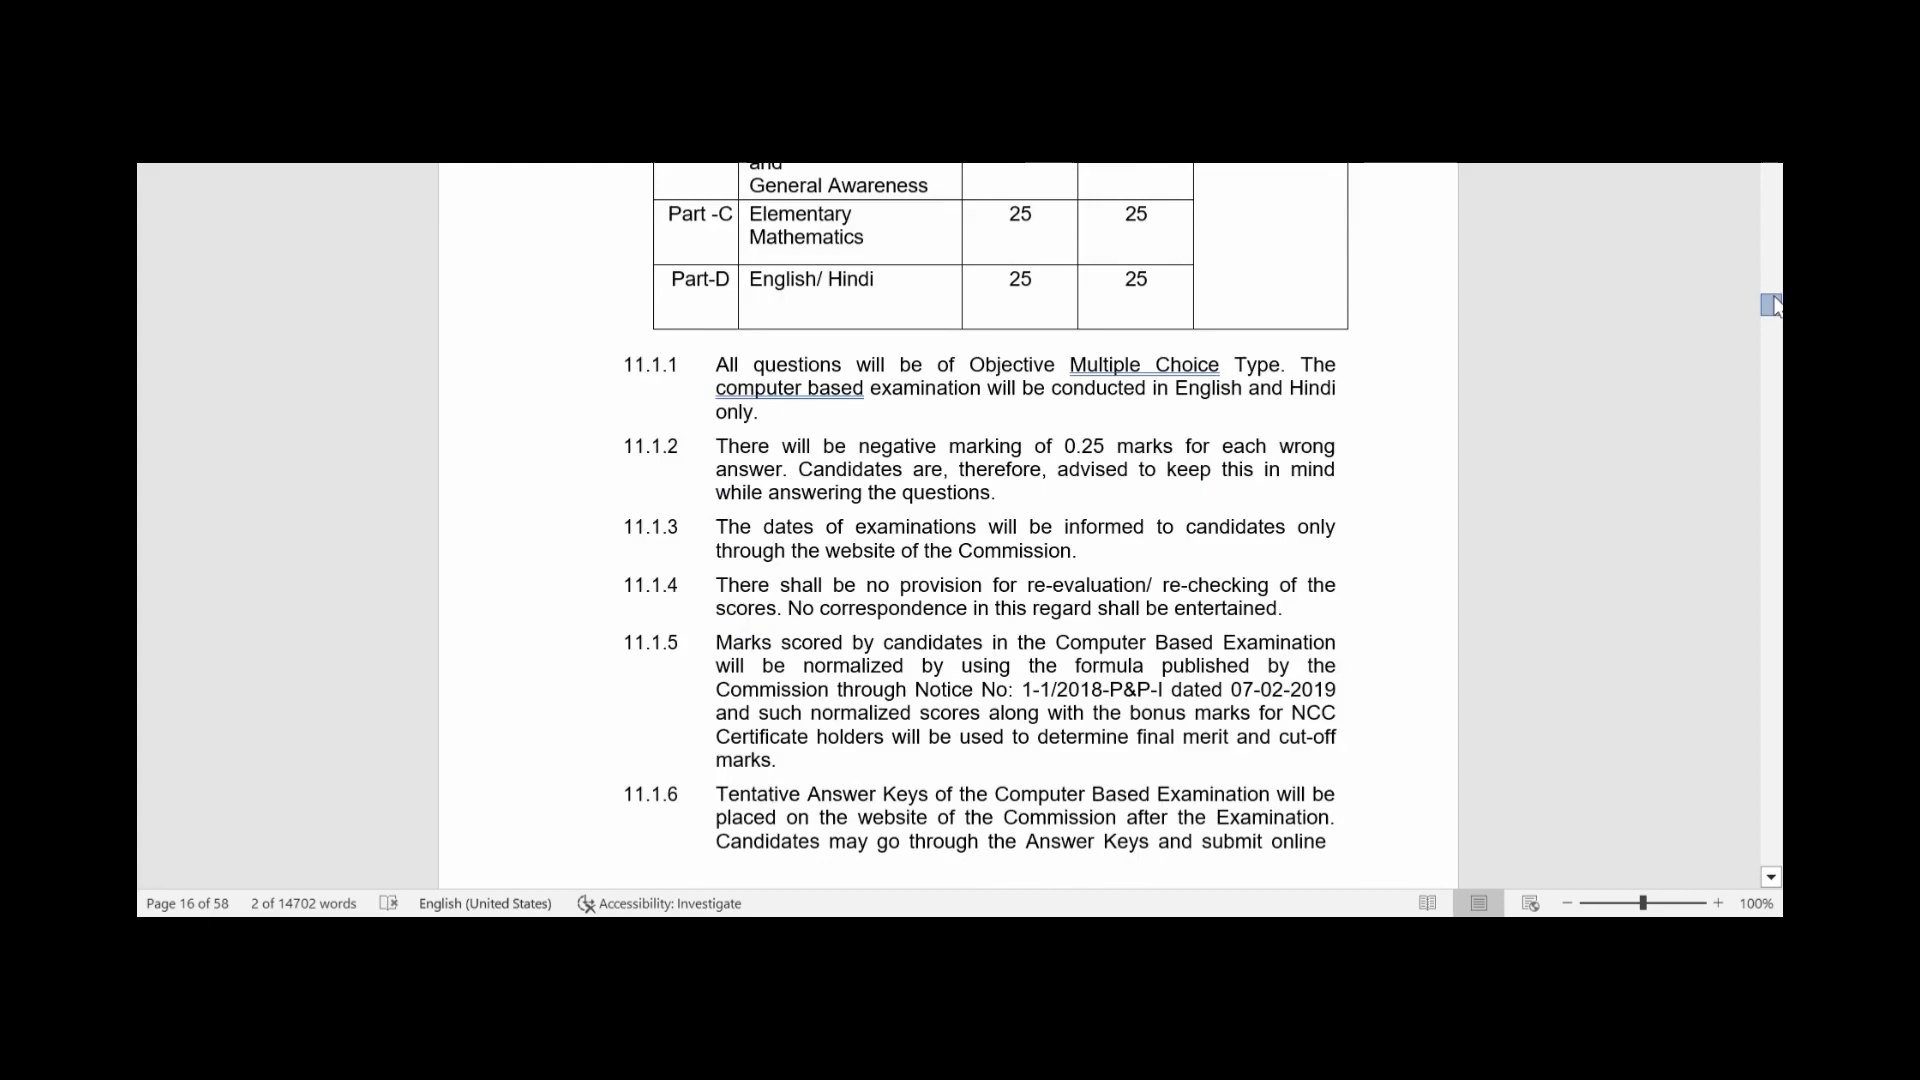 and
General Awareness
Part -C Elementary 25 25
Mathematics
Part-D English/ Hindi 25 25
11.1.1 All questions will be of Objective Multiple Choice Type. The
computer based examination will be conducted in English and Hindi
only.
11.1.2 There will be negative marking of 0.25 marks for each wrong
answer. Candidates are, therefore, advised to keep this in mind
while answering the questions.
11.1.3 The dates of examinations will be informed to candidates only
through the website of the Commission.
11.1.4 There shall be no provision for re-evaluation/ re-checking of the
scores. No correspondence in this regard shall be entertained.
11.1.5 Marks scored by candidates in the Computer Based Examination
will be normalized by using the formula published by the
Commission through Notice No: 1-1/2018-P&P-I dated 07-02-2019
and such normalized scores along with the bonus marks for NCC
Certificate holders will be used to determine final merit and cut-off
marks.
11.1.6 Tentative Answer Keys of the Computer Based Examination will be
placed on the website of the Commission after the Examination.
Candidates may go through the Answer Keys and submit online
Page 16 of 58 2 of 14702 words English (United States) Accessibility: Investigate 100%